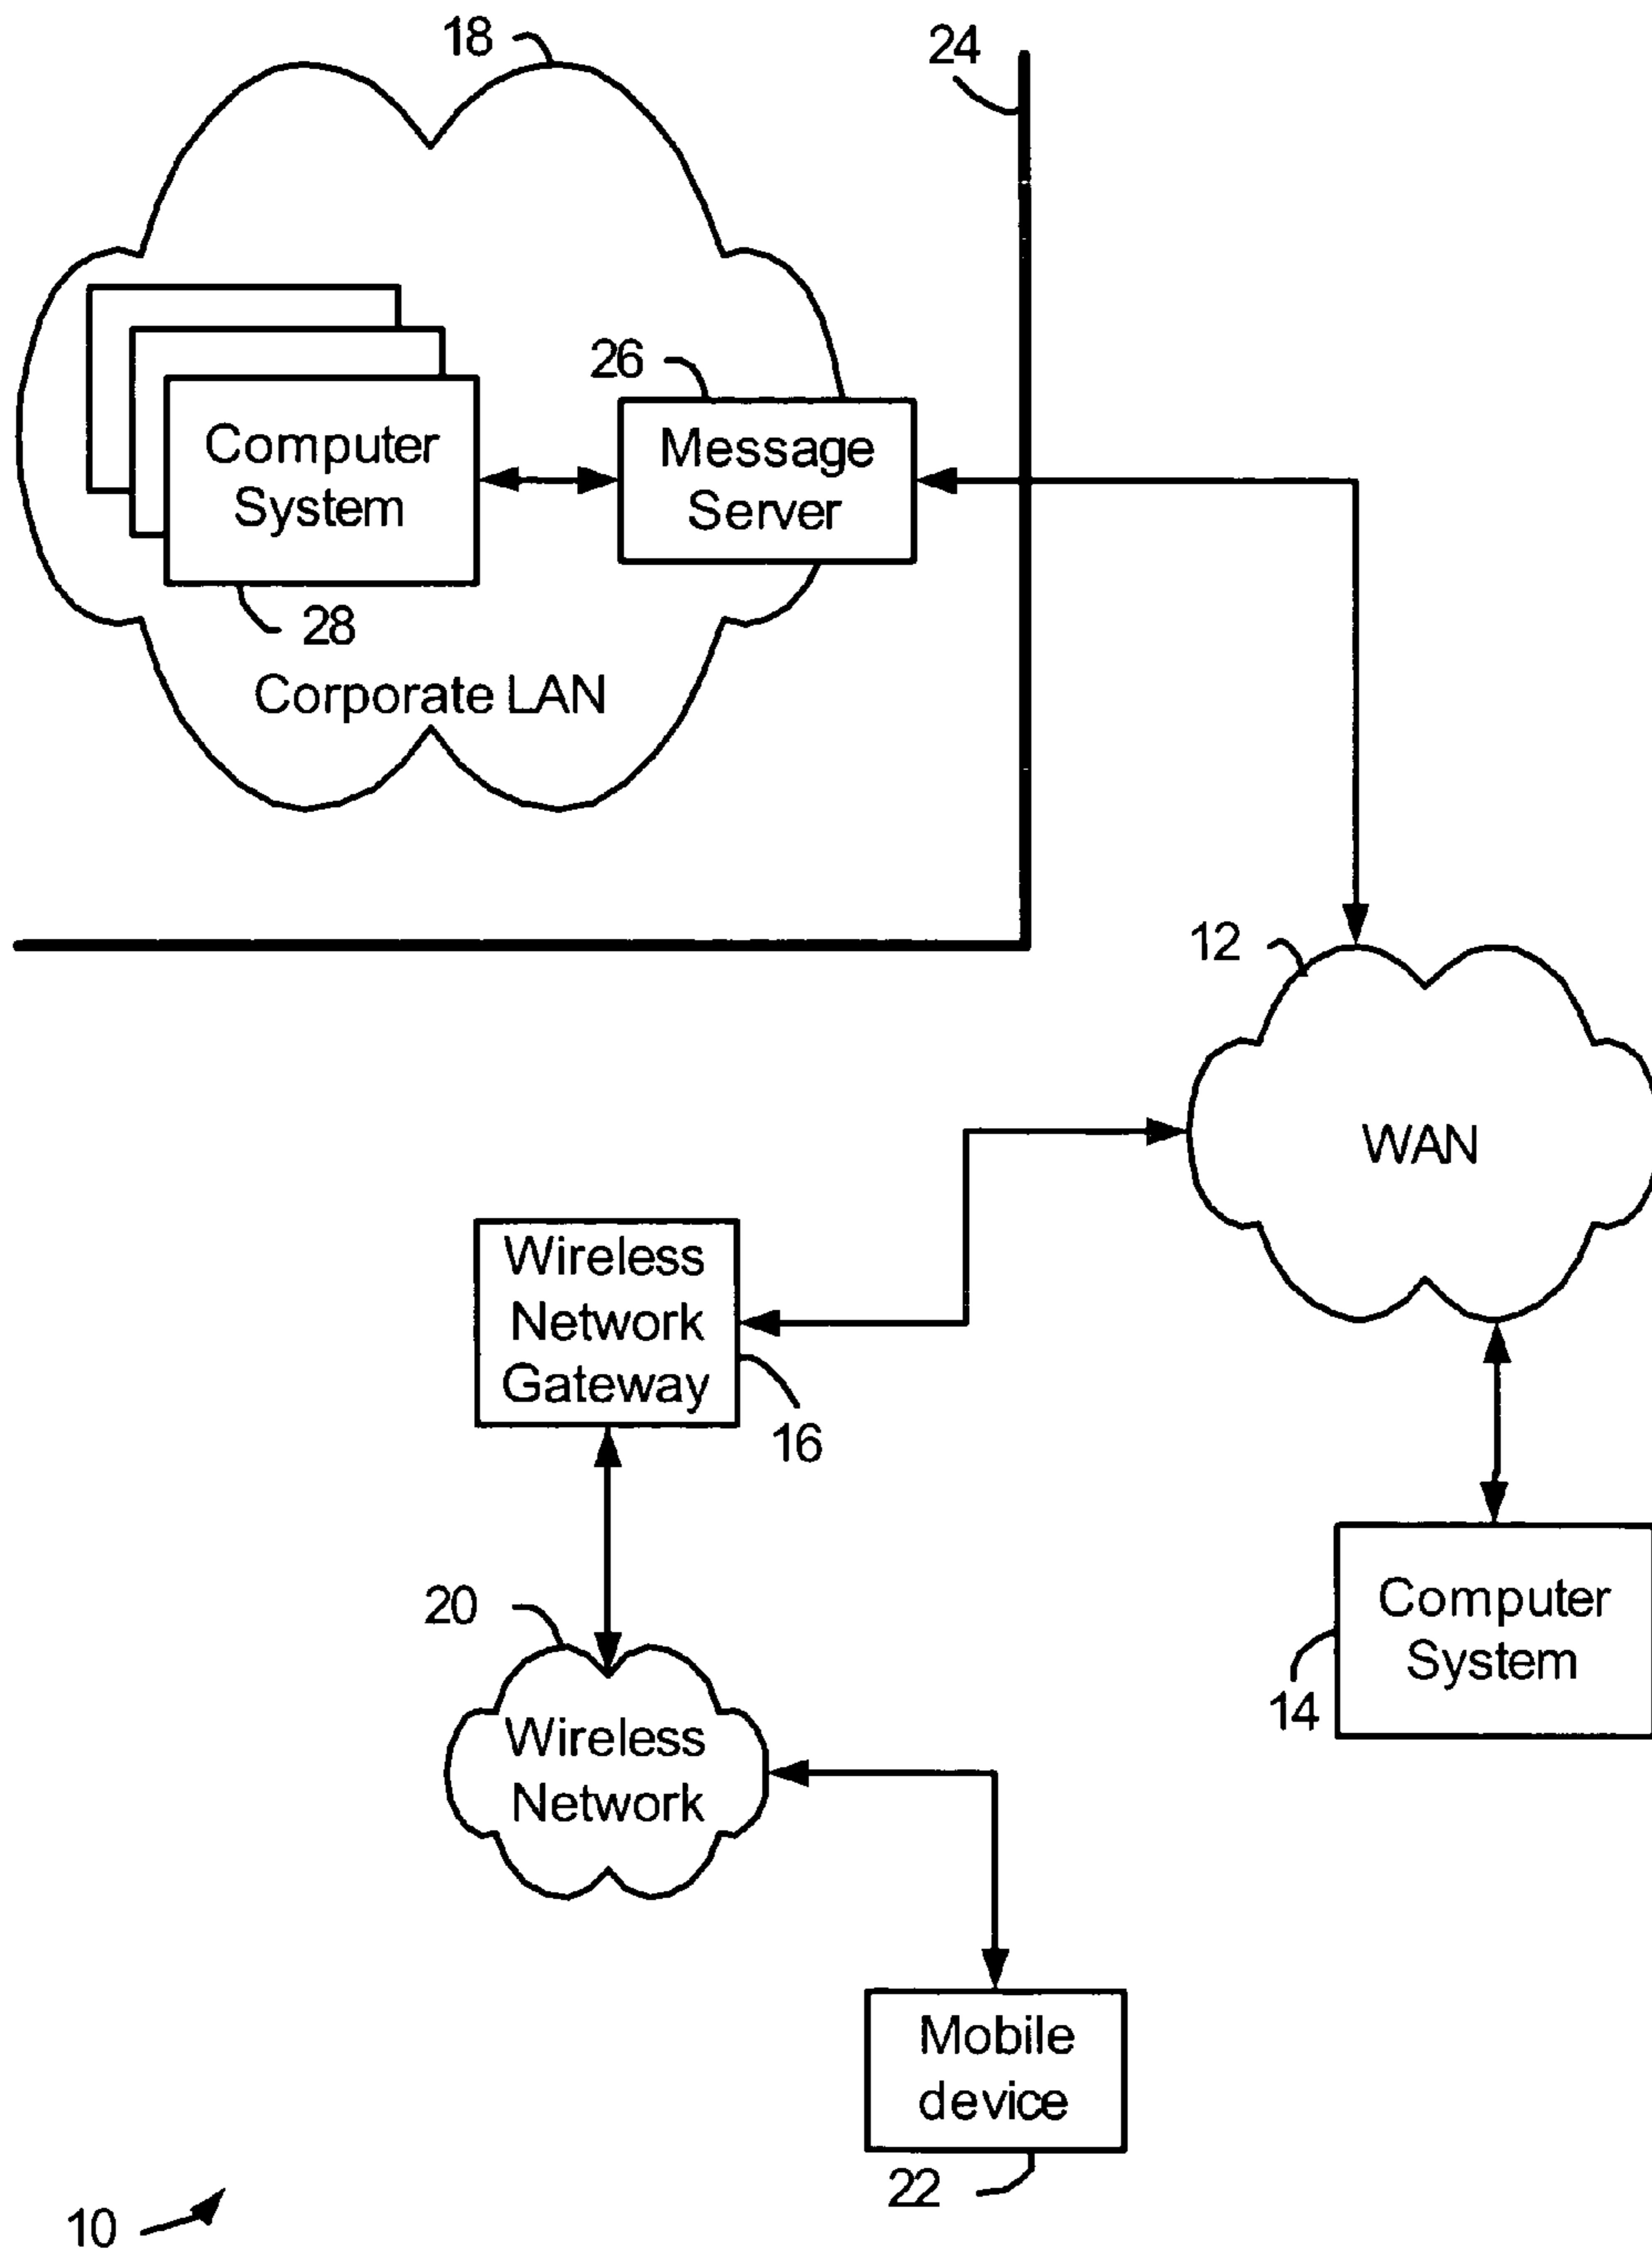 18
24
26
Computer
System
Message
Server
28
Corporate LAN
12
WAN
Wireless
Network
Gateway
16
20
Computer
System
14
Wireless
Network
Mobile
device
22
10